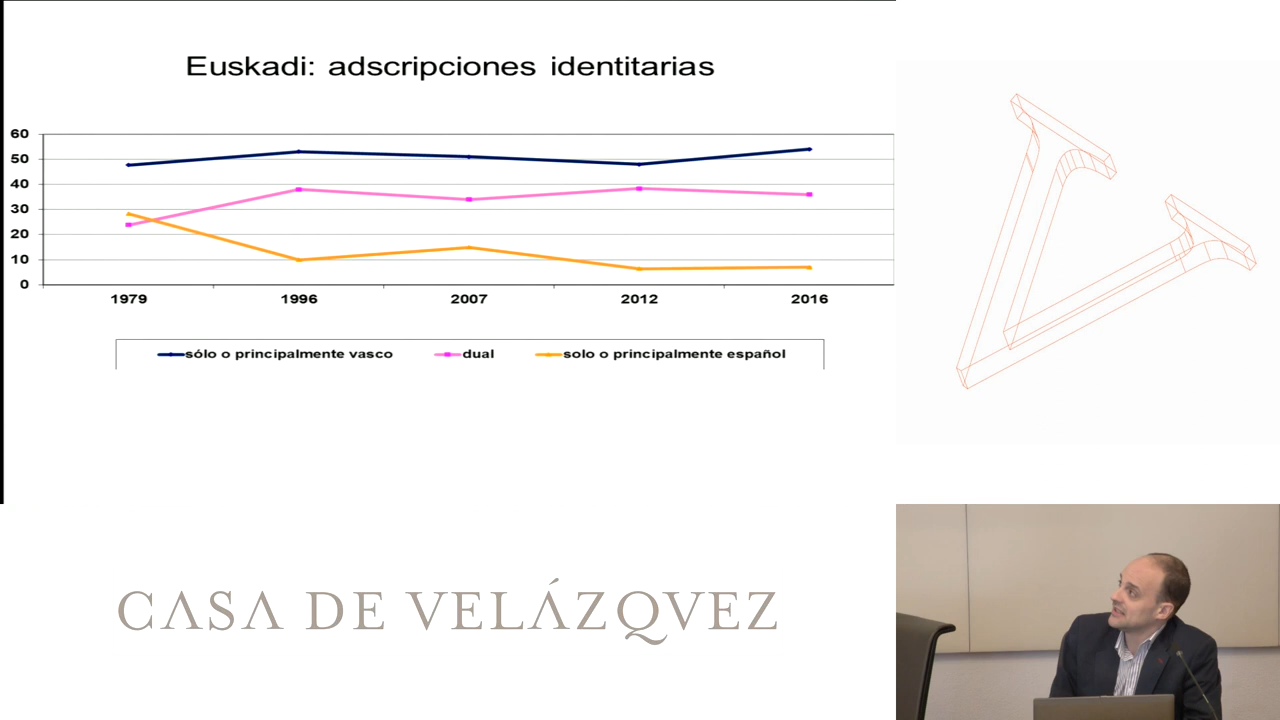 Euskadi: adscripciones identitarias
60
50
40
30
20
10
0
1979 1996 2007 2012 2016
sólo o principalmente vasco dual solo o principalmente español
CASA DE VELÁZQVEZ